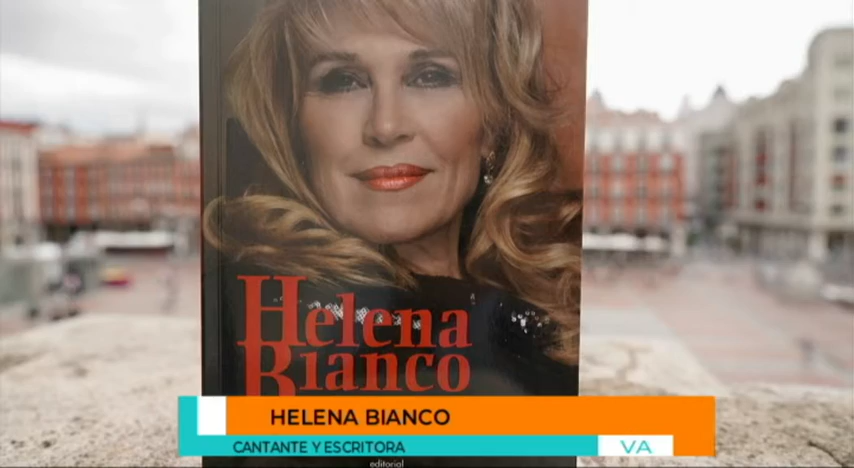 Helena
Bianco
HELENA BIANCO
CANTANTE Y ESCRITORA
VA
editorial